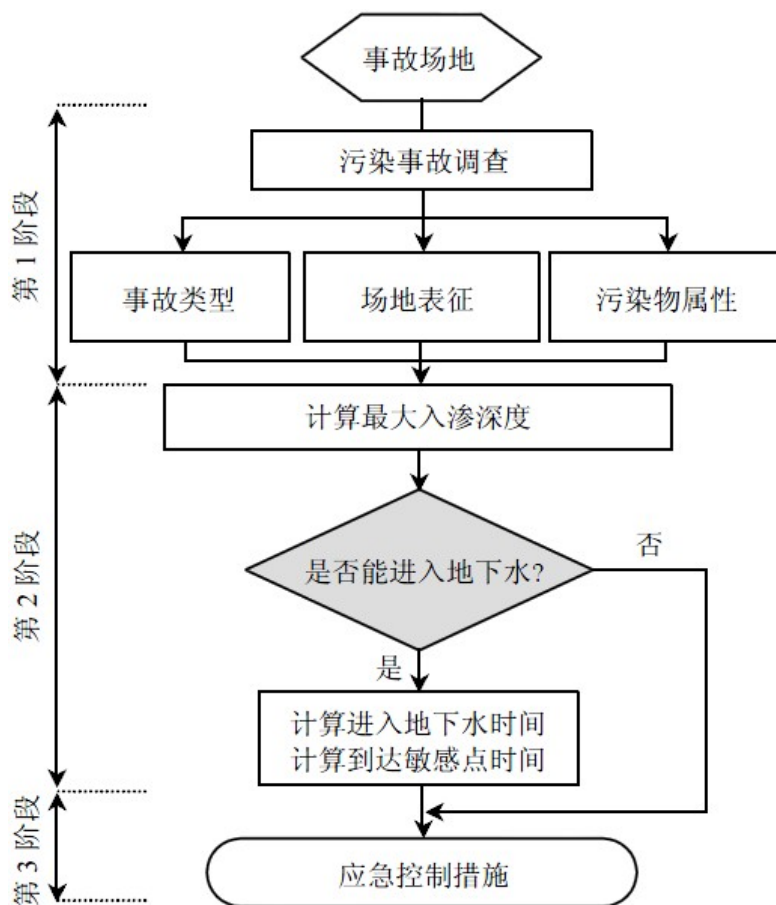 事故场地
污染事故调查
第 1 阶段
事故类型
场地表征
污染物属性
计算最大入渗深度
第 2 阶段
是否能进入地下水?
否
是
计算进入地下水时间
计算到达敏感点时间
第 3 阶段
应急控制措施